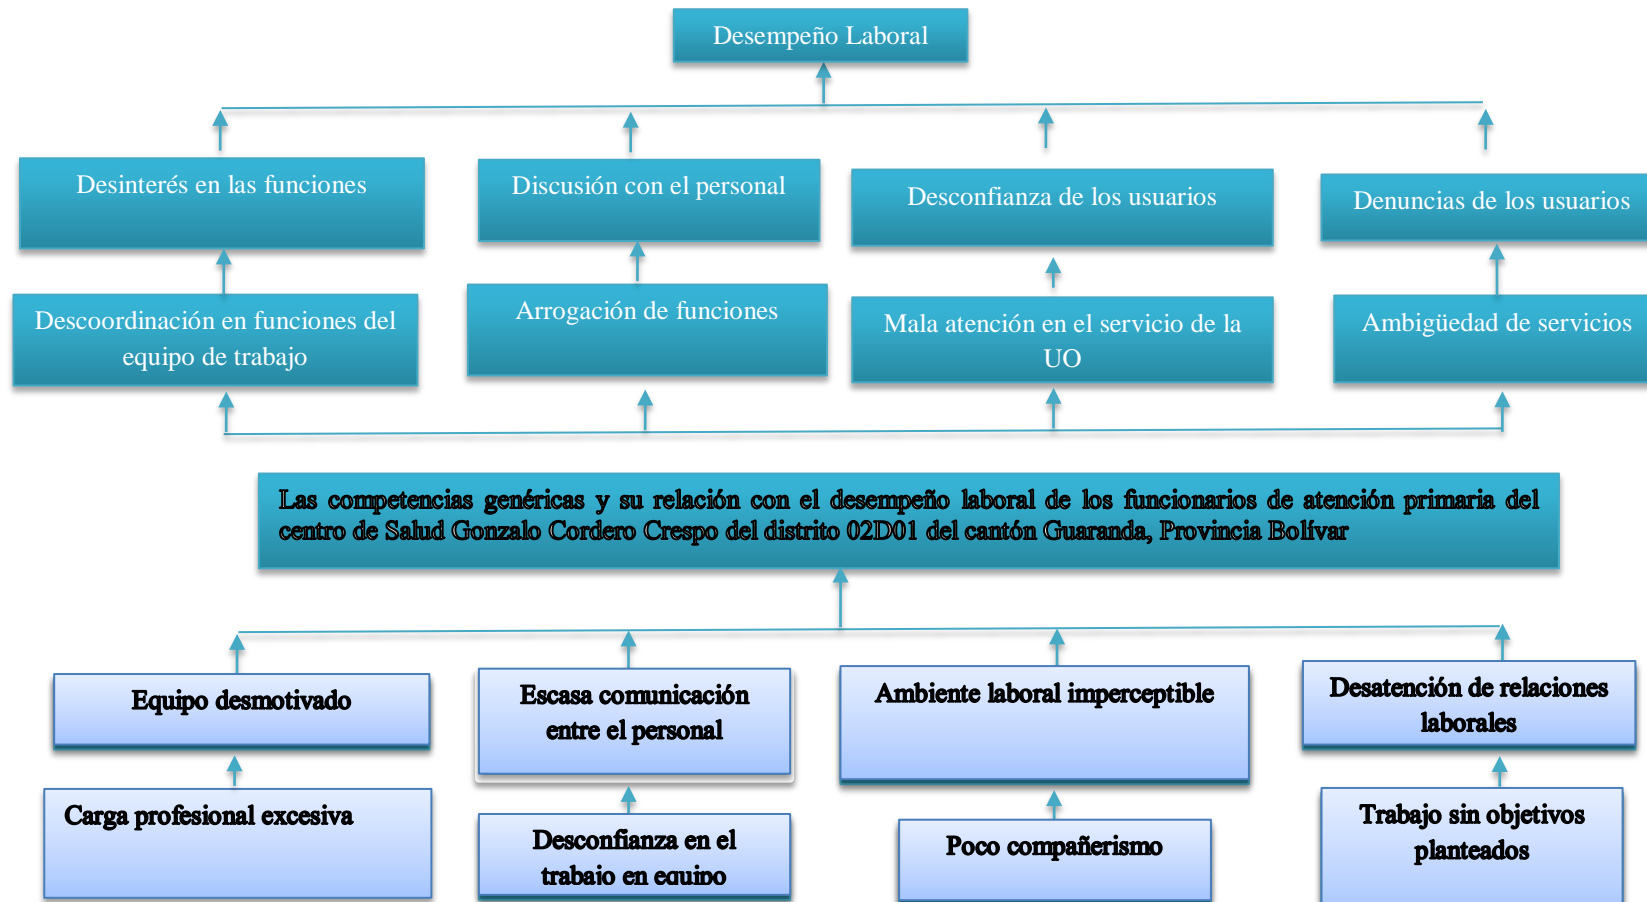 Desempeño Laboral
Desinterés en las funciones
Discusión con el personal
Desconfianza de los usuarios
Denuncias de los usuarios
Descoordinación en funciones del
equipo de trabajo
Arrogación de funciones
Mala atención en el servicio de la
UO
Ambigüedad de servicios
Las competencias genéricas y su relación con el desempeño laboral de los funcionarios de atención primaria del
centro de Salud Gonzalo Cordero Crespo del distrito 02D01 del cantón Guaranda, Provincia Bolívar
Equipo desmotivado
Escasa comunicación
entre el personal
Ambiente laboral imperceptible
Desatención de relaciones
laborales
Carga profesional excesiva
Desconfianza en el
trabajo en equipo
Poco compañerismo
Trabajo sin objetivos
planteados